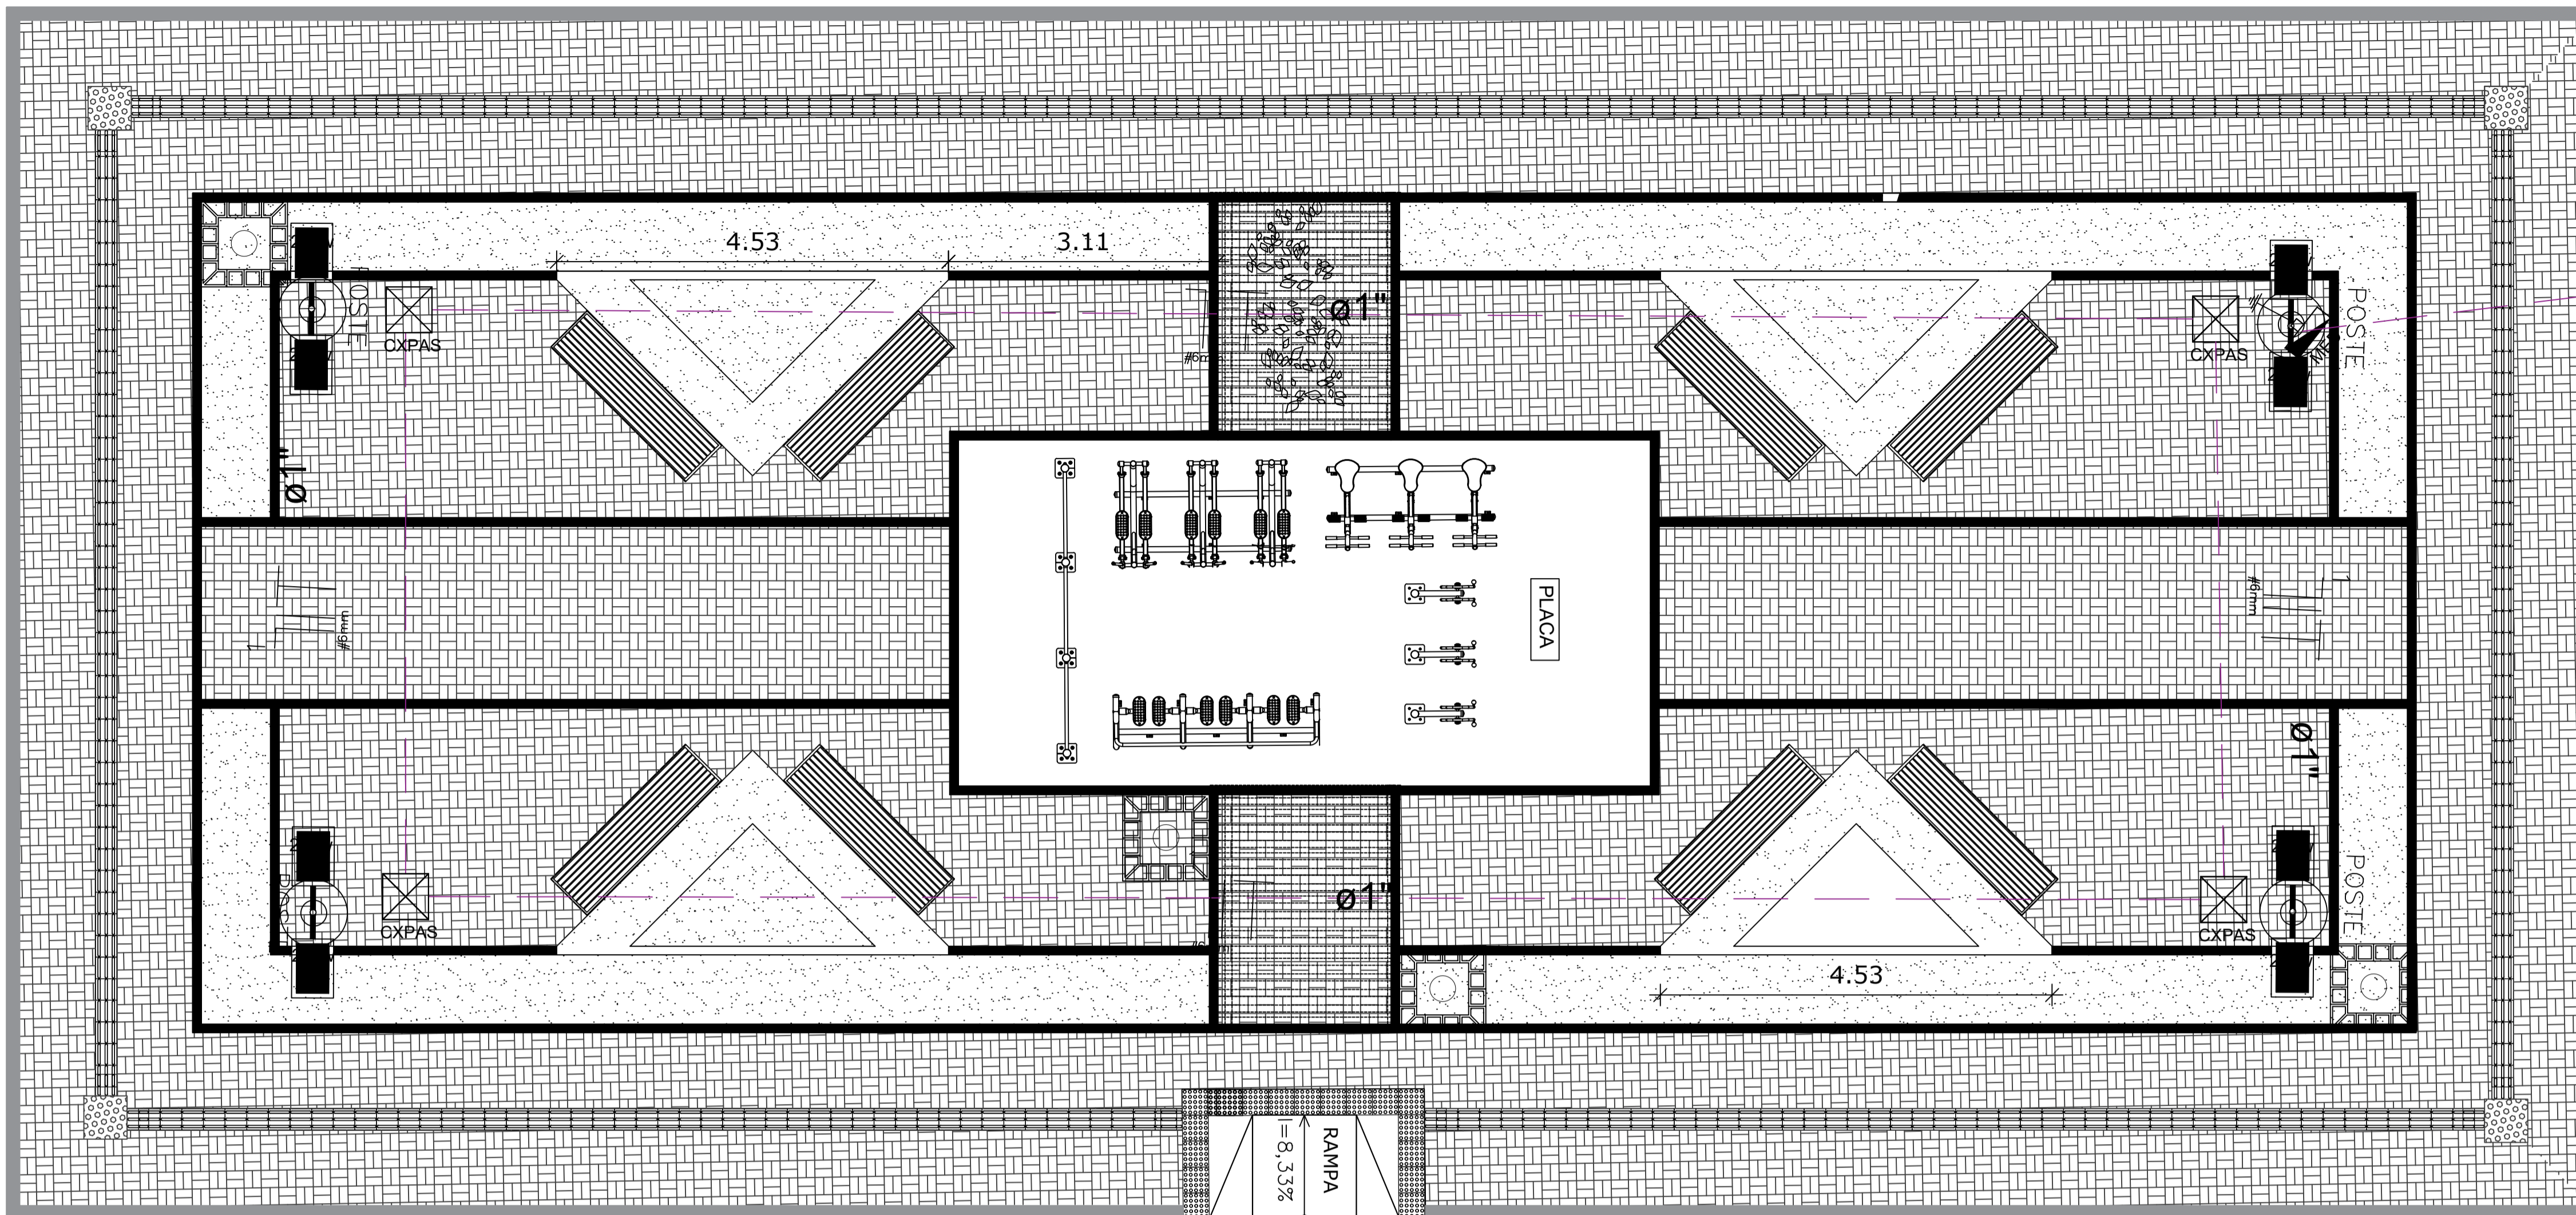 4.53
3.11
ø1"
POSTE
CXPAS
CXPAS
POSTE
ø1"
PLACA
#6mm
#6mm
ø1"
POSTE
ø1"
CXPAS
CXPAS
4.53
RAMPA
i=8,33%